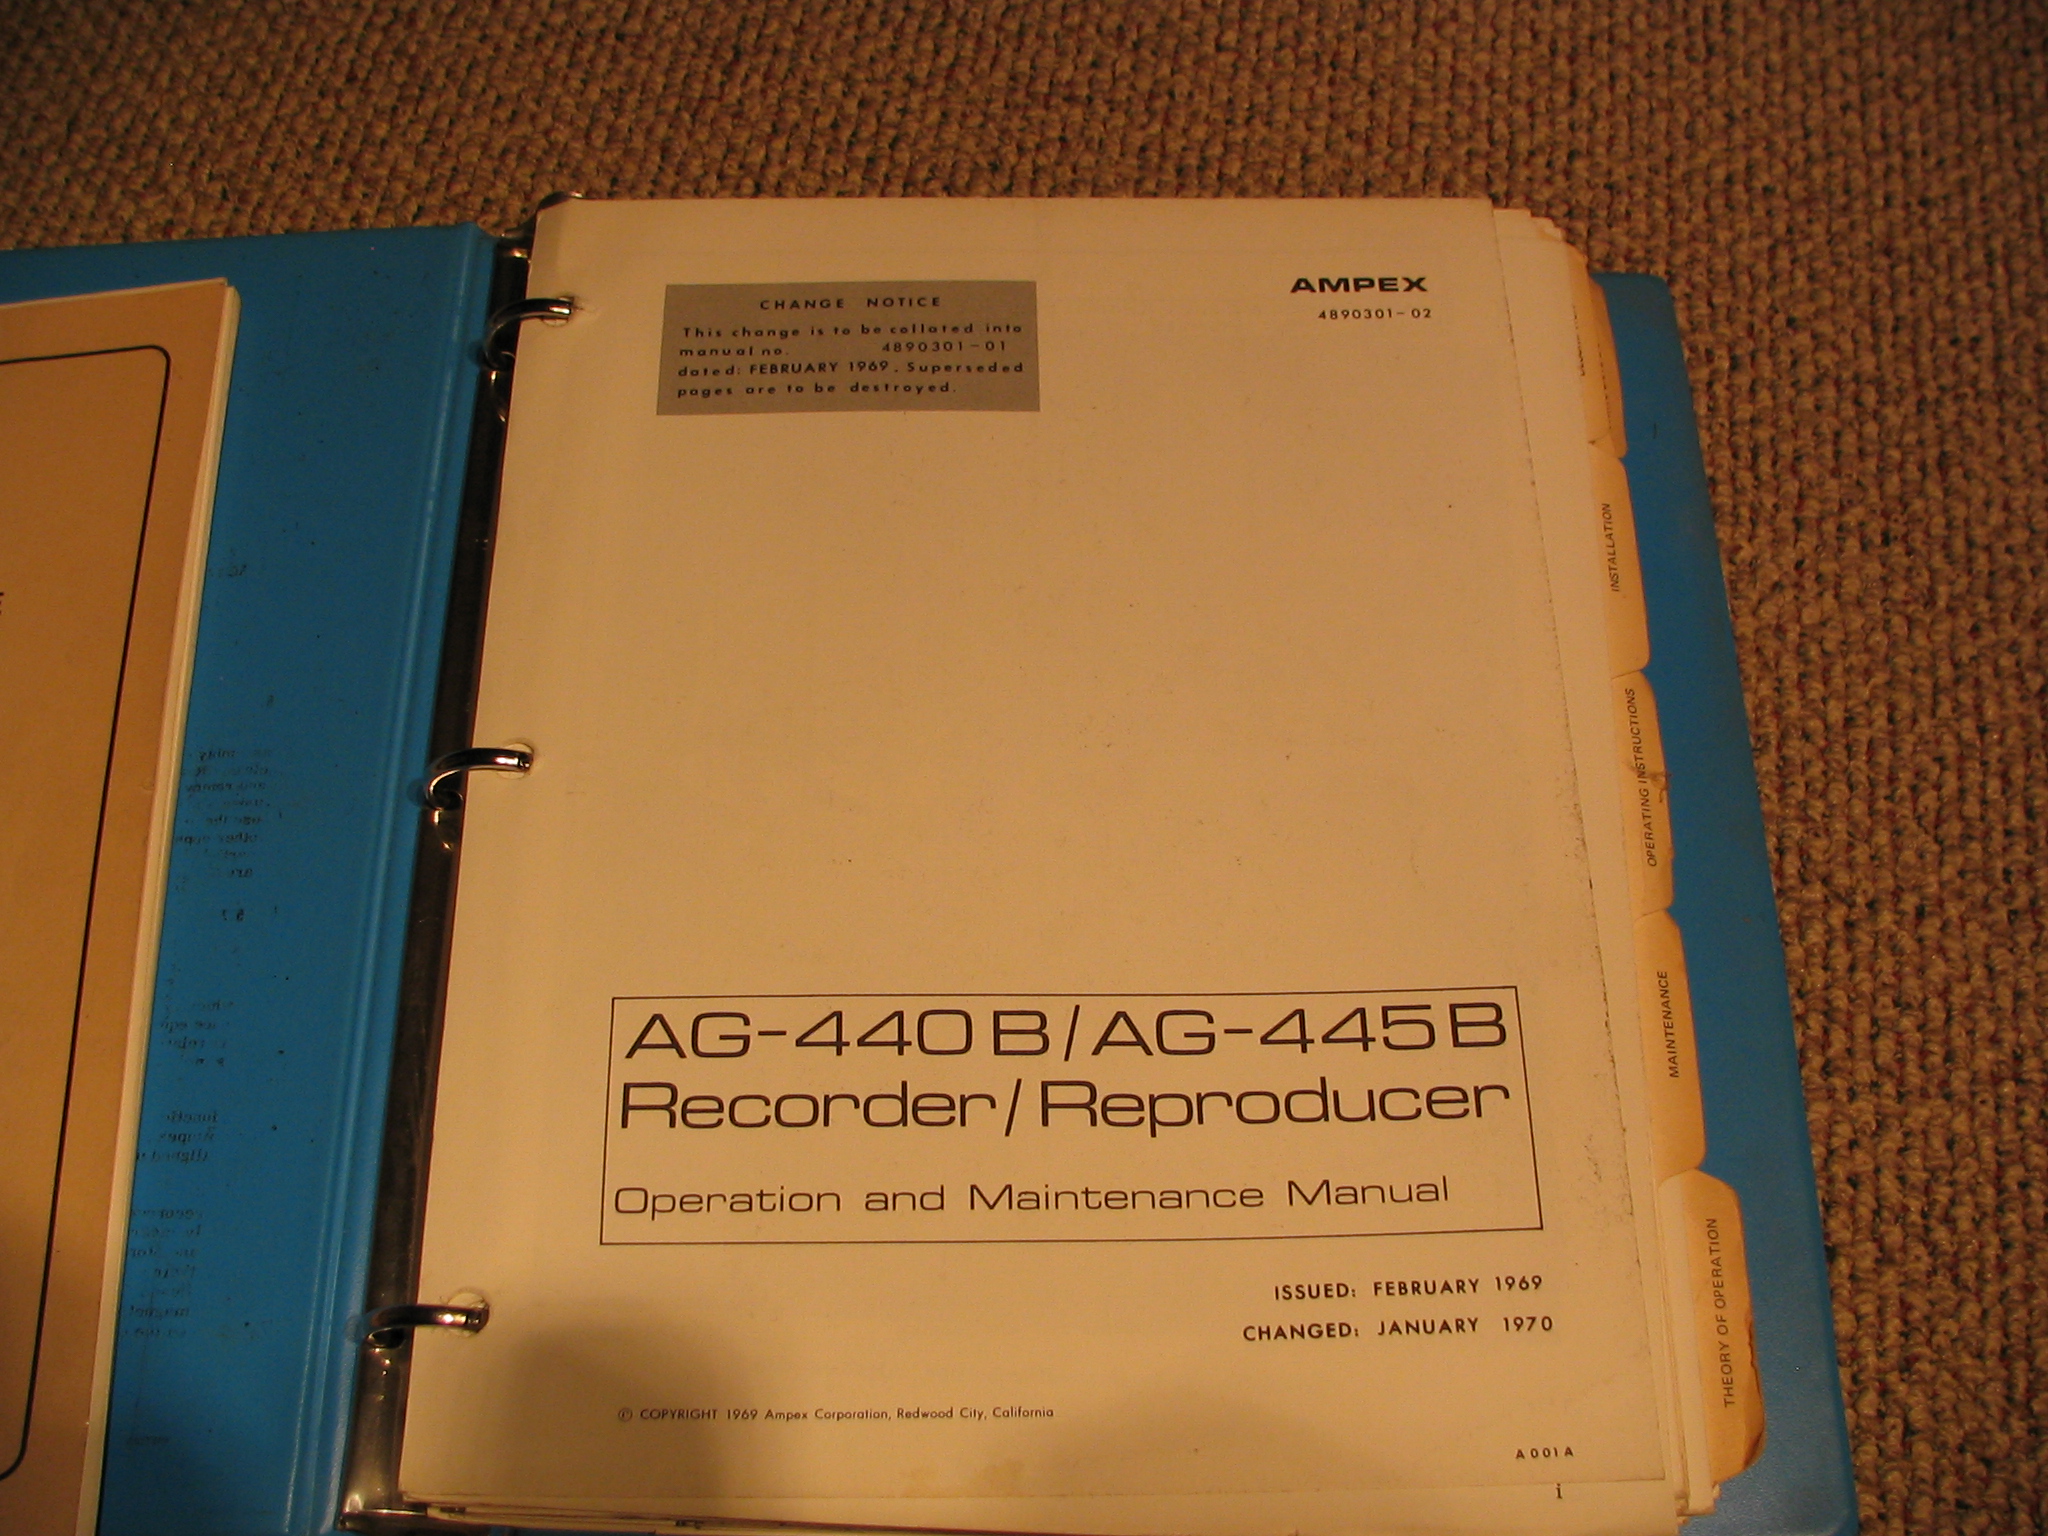 CHANGE NOTICE
This change is to be collated into
manual no. 4890301-01
dated: FEBRUARY 1969. Superseded
pages are to be destroyed.
AMPEX
4890301-02
AG-440B/AG-445B
Recorder/Reproducer
Operation and Maintenance Manual
ISSUED: FEBRUARY 1969
CHANGED: JANUARY 1970
© COPYRIGHT 1969 Ampex Corporation, Redwood City, California
A001A
i
INSTALLATION
OPERATING INSTRUCTIONS
MAINTENANCE
THEORY OF OPERATION